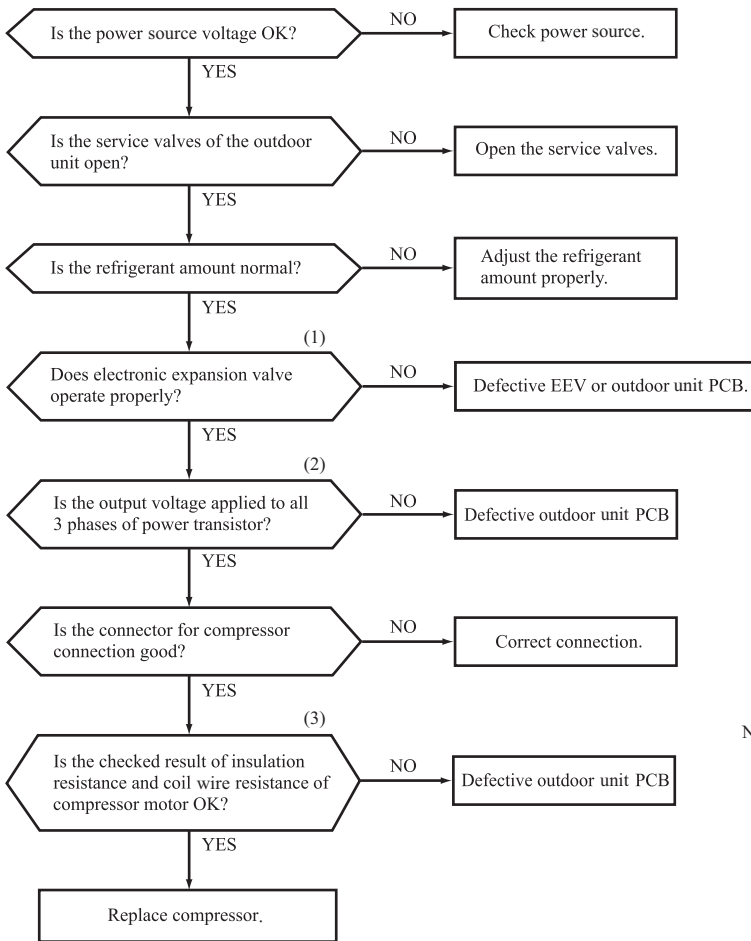 Is the power source voltage OK?
NO
Check power source.
YES
Is the service valves of the outdoor
unit open?
NO
Open the service valves.
YES
Is the refrigerant amount normal?
NO
Adjust the refrigerant
amount properly.
YES
(1)
Does electronic expansion valve
operate properly?
NO
Defective EEV or outdoor unit PCB.
YES
(2)
Is the output voltage applied to all
3 phases of power transistor?
NO
Defective outdoor unit PCB
YES
Is the connector for compressor
connection good?
NO
Correct connection.
YES
(3)
Is the checked result of insulation
resistance and coil wire resistance of
compressor motor OK?
NO
Defective outdoor unit PCB
N
YES
Replace compressor.